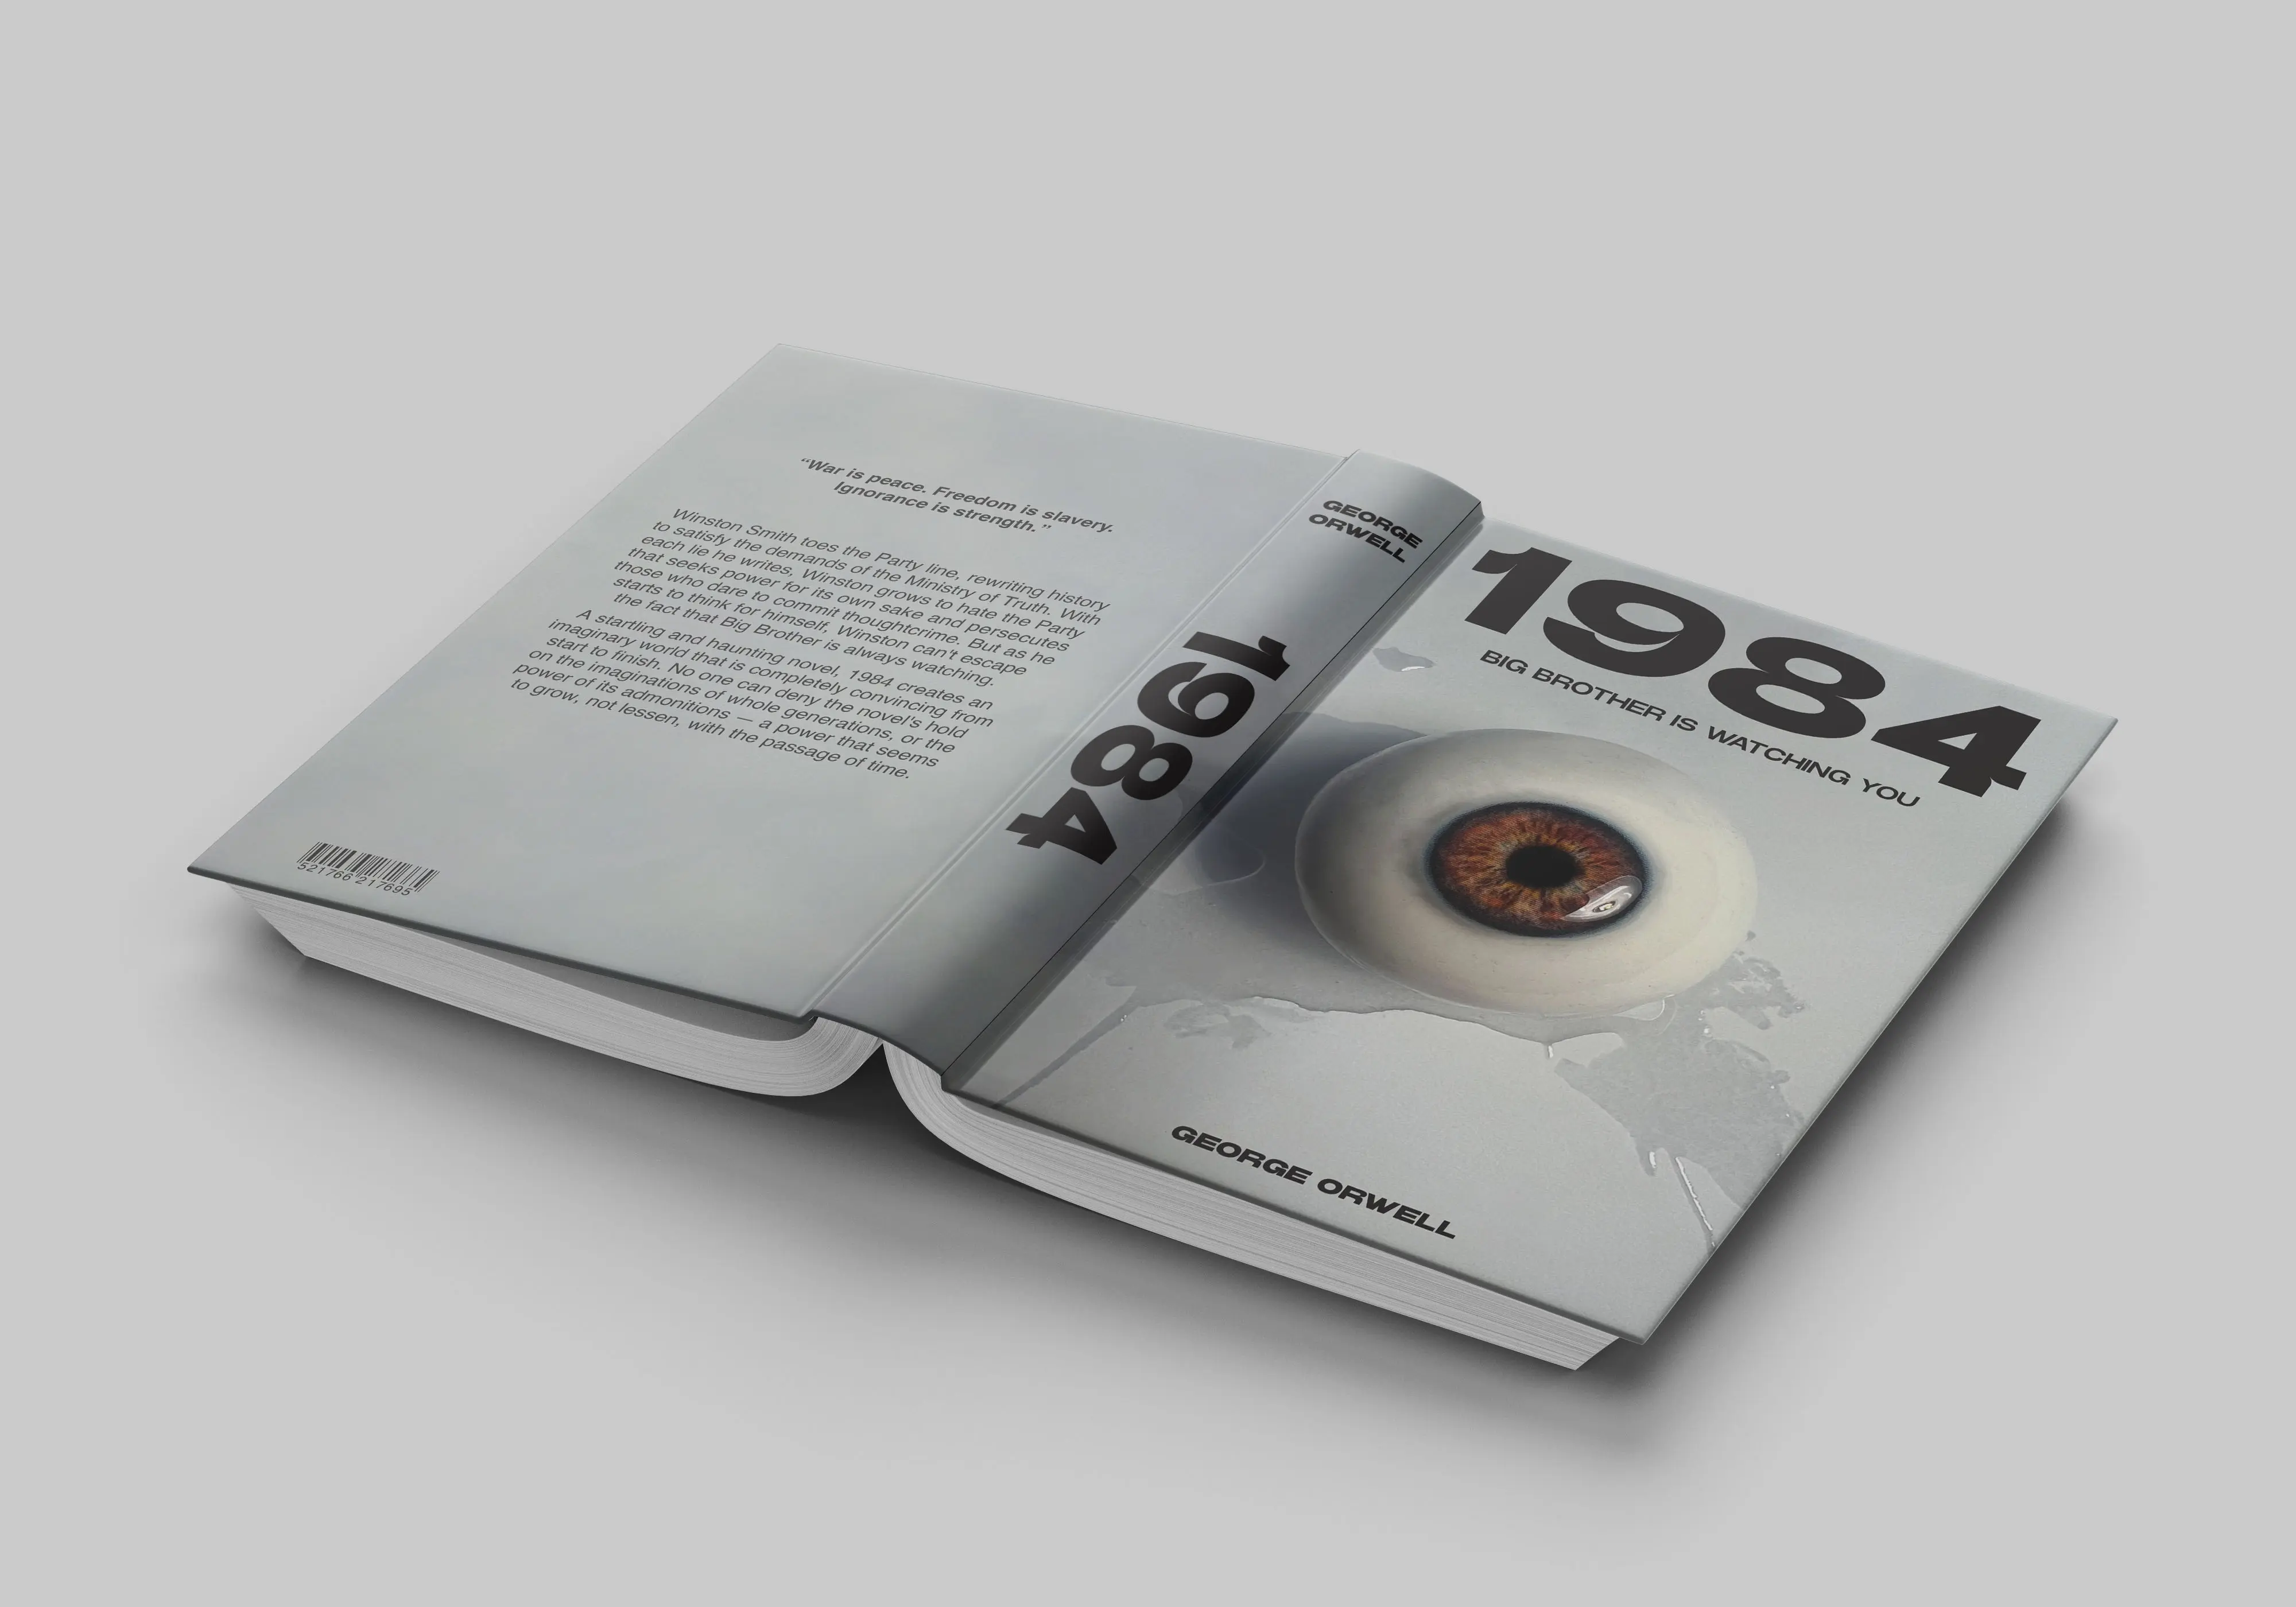 “War is peace. Freedom is slavery.
Ignorance is strength.”
Winston Smith toes the Party line, rewriting history
to satisfy the demands of the Ministry of Truth. With
each lie he writes, Winston grows to hate the Party
that seeks power for its own sake and persecutes
those who dare to commit thoughtcrime. But as he
starts to think for himself, Winston can't escape
the fact that Big Brother is always watching.
A startling and haunting novel, 1984 creates an
imaginary world that is completely convincing from
start to finish. No one can deny the novel's hold
on the imaginations of whole generations, or the
power of its admonitions — a power that seems
to grow, not lessen, with the passage of time.
521766 217695
GEORGE
ORWELL
1984
1984
BIG BROTHER IS WATCHING YOU
GEORGE ORWELL